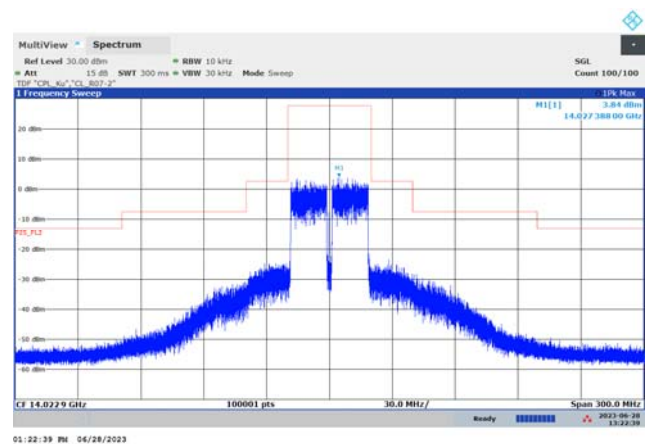 MultiView Spectrum
Ref Level 30.00 dBm RBW 10 kHz SGL
Att 15 dB SWT 300 ms VBW 30 kHz Mode Sweep Count 100/100
TDF "CPL_Ku","CL_R07-2"
1 Frequency Sweep 1Pk Max
M1[1] 3.84 dBm
14.027 388 00 GHz
20 dBm
10 dBm
M1
0 dBm
-10 dBm
-20 dBm
-30 dBm
-40 dBm
-50 dBm
-60 dBm
CF 14.0229 GHz 100001 pts 30.0 MHz/ Span 300.0 MHz
Ready 2023-06-28
13:22:39
01:22:39 PM 06/28/2023